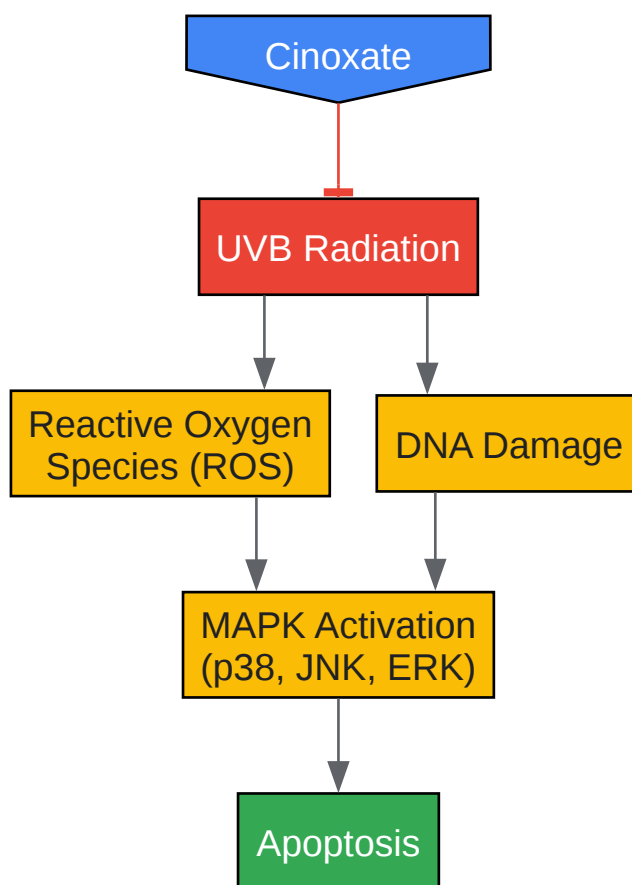 Cinoxate
UVB Radiation
Reactive Oxygen
Species (ROS)
DNA Damage
MAPK Activation
(p38, JNK, ERK)
Apoptosis